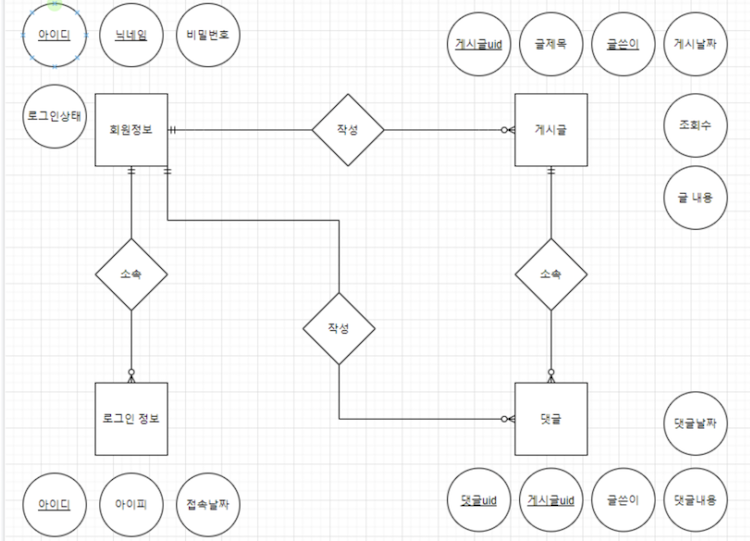 아이디
닉네임
비밀번호
게시글uid
글제목
글쓴이
게시날짜
로그인상태
회원정보
작성
게시글
조회수
글 내용
소속
소속
작성
로그인 정보
댓글
댓글날짜
아이디
아이피
접속날짜
댓글uid
게시글uid
글쓴이
댓글내용